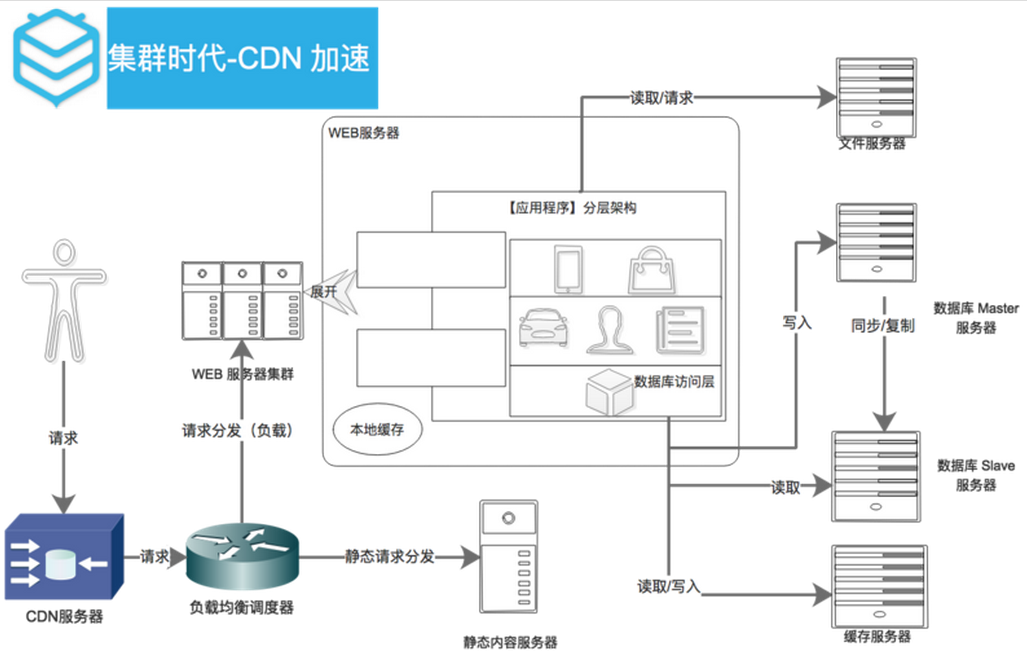 集群时代-CDN 加速
WEB服务器
读取/请求
文件服务器
【应用程序】分层架构
展开
WEB 服务器集群
请求
请求分发（负载）
数据库访问层
本地缓存
写入
同步/复制
数据库 Master
服务器
数据库 Slave
服务器
读取
读取/写入
缓存服务器
请求
静态请求分发
CDN服务器
负载均衡调度器
静态内容服务器